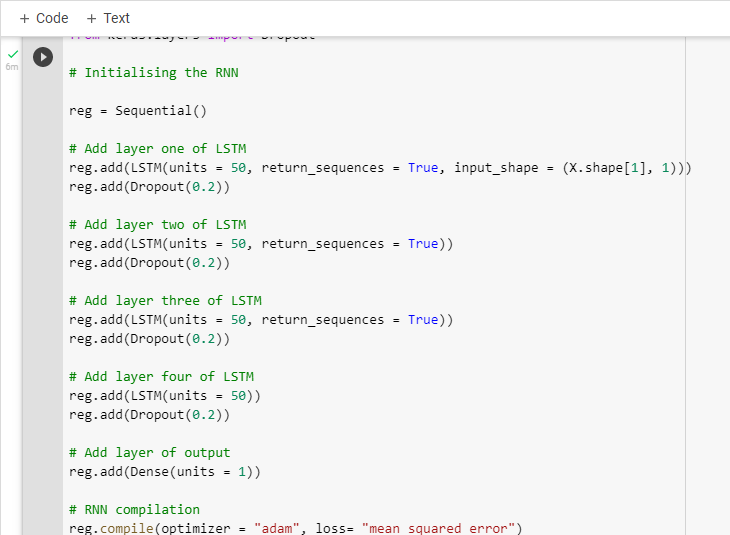 + Code + Text
from keras.layers import Dropout
6m
# Initialising the RNN
reg = Sequential()
# Add layer one of LSTM
reg.add(LSTM(units = 50, return_sequences = True, input_shape = (X.shape[1], 1)))
reg.add(Dropout(0.2))
# Add layer two of LSTM
reg.add(LSTM(units = 50, return_sequences = True))
reg.add(Dropout(0.2))
# Add layer three of LSTM
reg.add(LSTM(units = 50, return_sequences = True))
reg.add(Dropout(0.2))
# Add layer four of LSTM
reg.add(LSTM(units = 50))
reg.add(Dropout(0.2))
# Add layer of output
reg.add(Dense(units = 1))
# RNN compilation
reg.compile(optimizer = "adam", loss= "mean_squared_error")